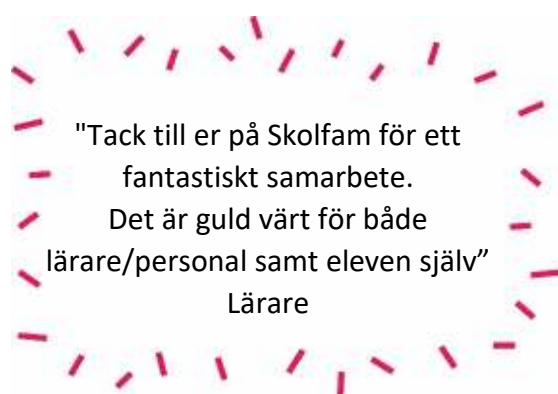 "Tack till er på Skolfam för ett
fantastiskt samarbete.
Det är guld värt för både
lärare/personal samt eleven själv”
Lärare